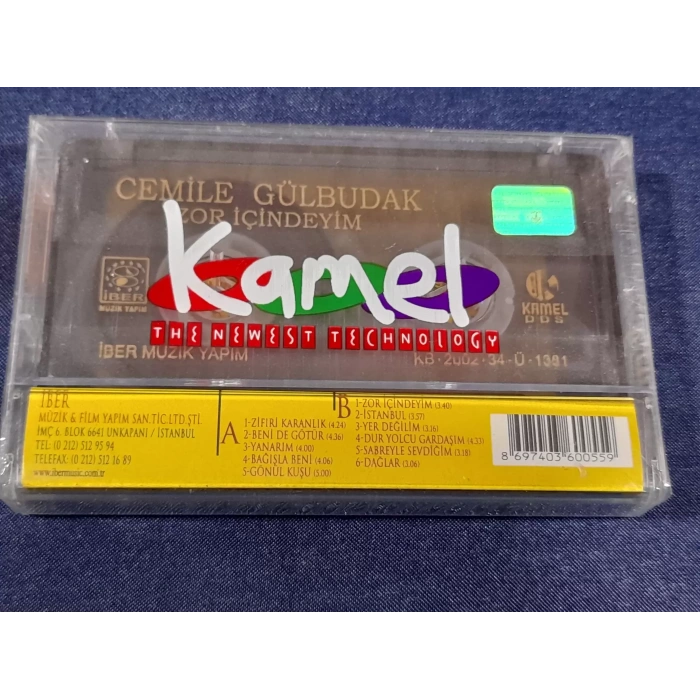 CEMİLE GÜLBUDAK
ZOR İÇİNDEYİM
Kamel
THE NEWEST TECHNOLOGY
İBER
MÜZİK YAPIM
KAMEL
DDS
İBER MÜZİK YAPIM
KB-2002-34-Ü-1381
İBER
MÜZİK & FİLM YAPIM SAN.TİC.LTD.ŞTİ.
İMÇ 6. BLOK 6641 UNKAPANI / İSTANBUL
TEL: (0 212) 512 95 94
TELEFAX: (0 212) 512 16 89
www.ibermusic.com.tr
A
1-ZİFİRİ KARANLIK (4.24)
2-BENİ DE GÖTÜR (4.36)
3-YANARIM (4.00)
4-BAĞIŞLA BENİ (4.06)
5-GÖNÜL KUŞU (5.00)
B
1-ZOR İÇİNDEYİM (3.40)
2-İSTANBUL (3.57)
3-YER DEĞİLİM (3.16)
4-DUR YOLCU GARDAŞIM (4.33)
5-SABREYLE SEVDİĞİM (3.18)
6-DAĞLAR (3.06)
8 697403 600559